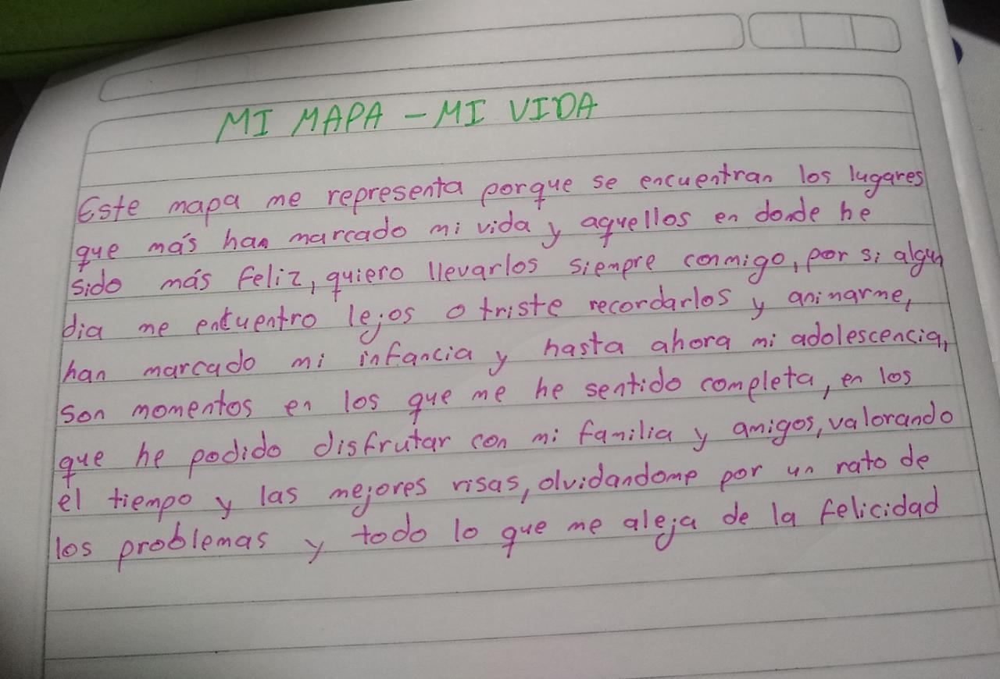 MI MAPA - MI VIDA
Este mapa me representa porque se encuentran los lugares
que más han marcado mi vida y aquellos en donde he
sido más feliz, quiero llevarlos siempre conmigo, por si algun
dia me encuentro lejos o triste recordarlos y animarme,
han marcado mi infancia y hasta ahora mi adolescencia,
son momentos en los que me he sentido completa, en los
que he podido disfrutar con mi familia y amigos, valorando
el tiempo y las mejores risas, olvidandome por un rato de
los problemas y todo lo que me aleja de la felicidad